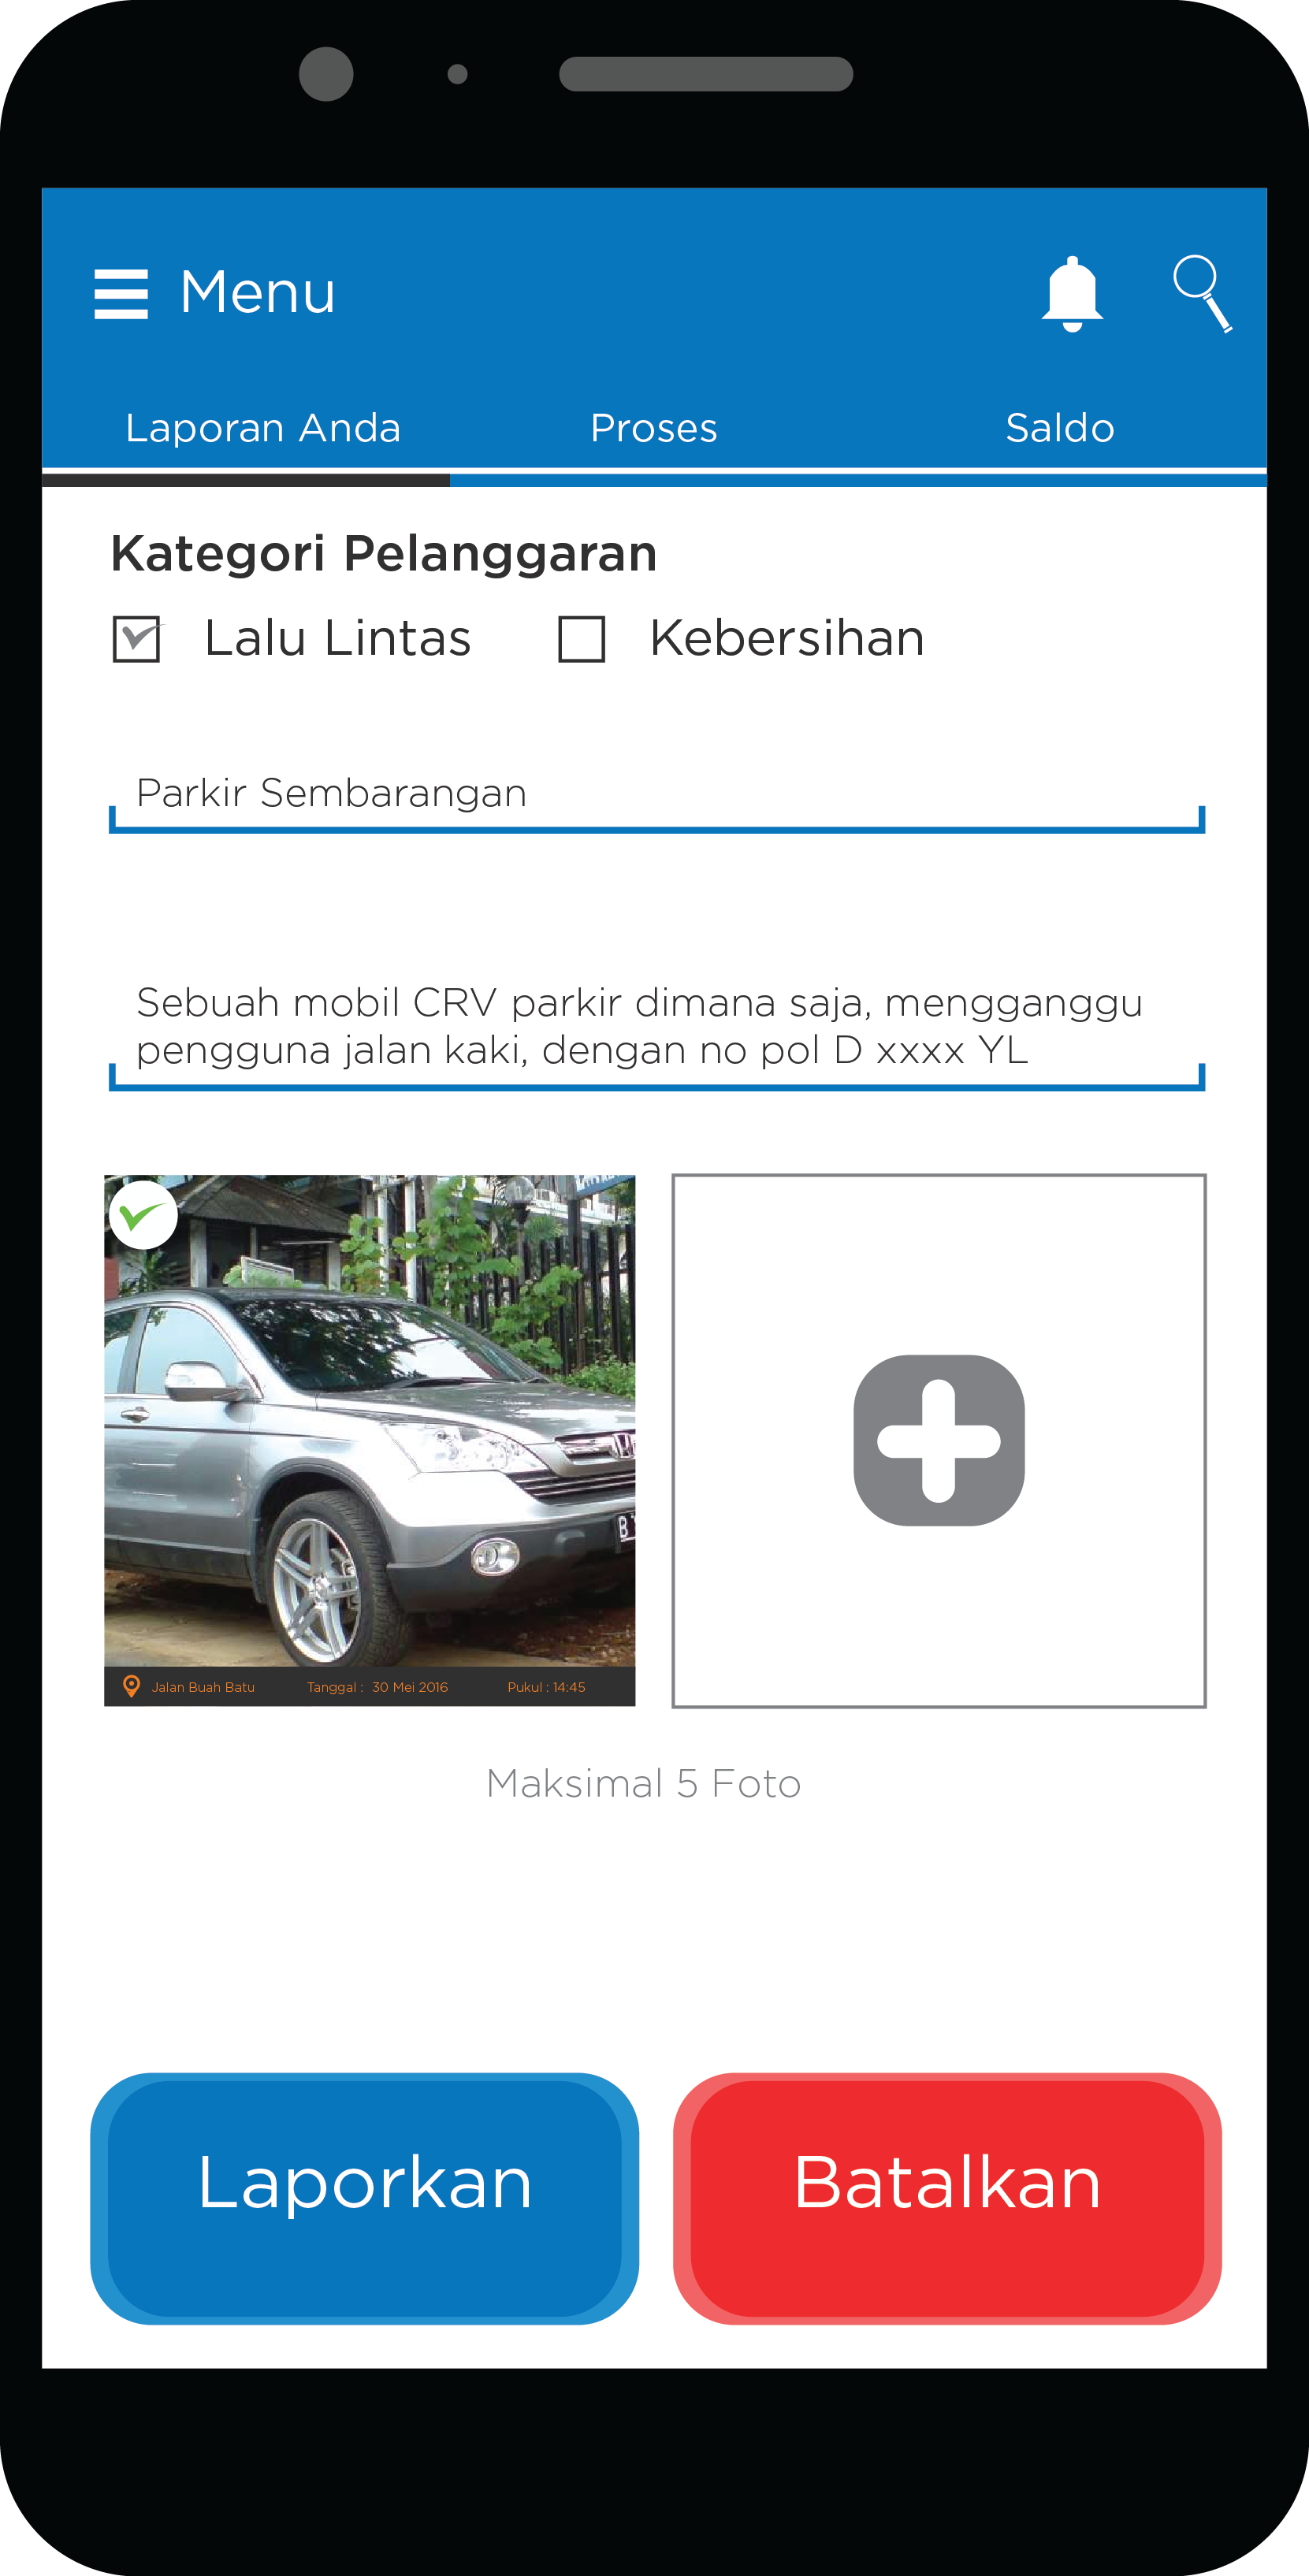 Menu
Laporan Anda Proses Saldo
Kategori Pelanggaran
Lalu Lintas Kebersihan
Parkir Sembarangan
Sebuah mobil CRV parkir dimana saja, mengganggu
pengguna jalan kaki, dengan no pol D xxxx YL
B
Jalan Buah Batu Tanggal : 30 Mei 2016 Pukul : 14:45
Maksimal 5 Foto
Laporkan Batalkan